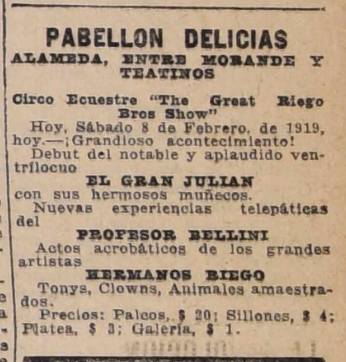 PABELLON DELICIAS
ALAMEDA, ENTRE MORANDE Y
TEATINOS
Circo Ecuestre "The Great Riego
Bros Show"
Hoy, Sábado 8 de Febrero, de 1919,
hoy.—¡Grandioso acontecimiento!
Debut del notable y aplaudido ven-
trílocuo
EL GRAN JULIAN
con sus hermosos muñecos.
Nuevas experiencias telepáticas
del
PROFESOR BELLINI
Actos acrobáticos de los grandes
artistas
HERMANOS RIEGO
Tonys, Clowns, Animales amaestra-
dos.
Precios: Palcos, $ 20; Sillones, $ 4;
Platea, $ 3; Galería, $ 1.